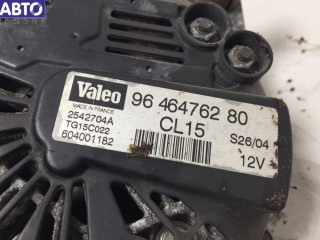 АВТО
Valeo
MADE IN FRANCE
96 464762 80
2542704A
CL15
TG15C022
S26/04
604001182
12V